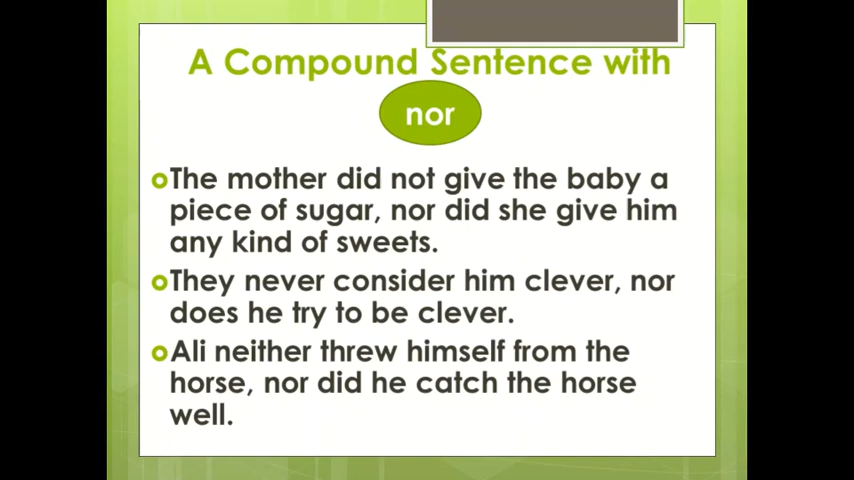 A Compound Sentence with
nor
The mother did not give the baby a
piece of sugar, nor did she give him
any kind of sweets.
They never consider him clever, nor
does he try to be clever.
Ali neither threw himself from the
horse, nor did he catch the horse
well.